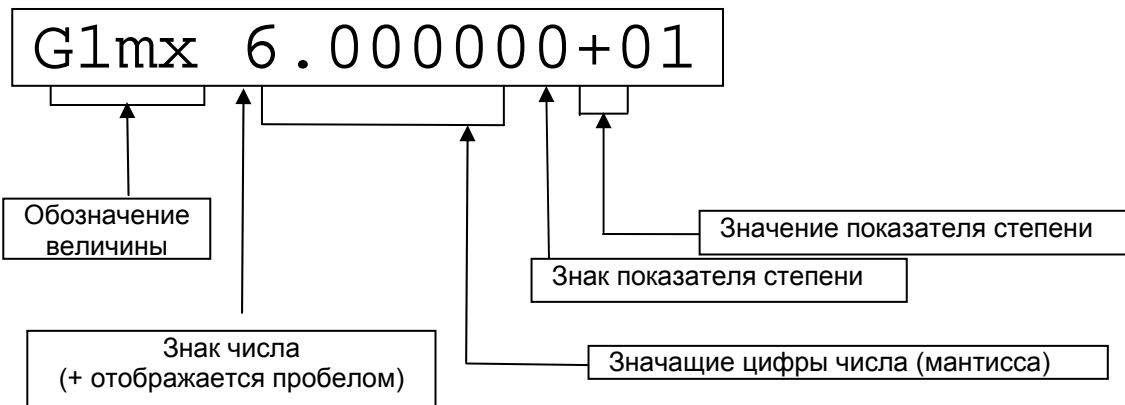 G1mx 6.000000+01
Обозначение
величины
Значение показателя степени
Знак показателя степени
Знак числа
(+ отображается пробелом)
Значащие цифры числа (мантисса)